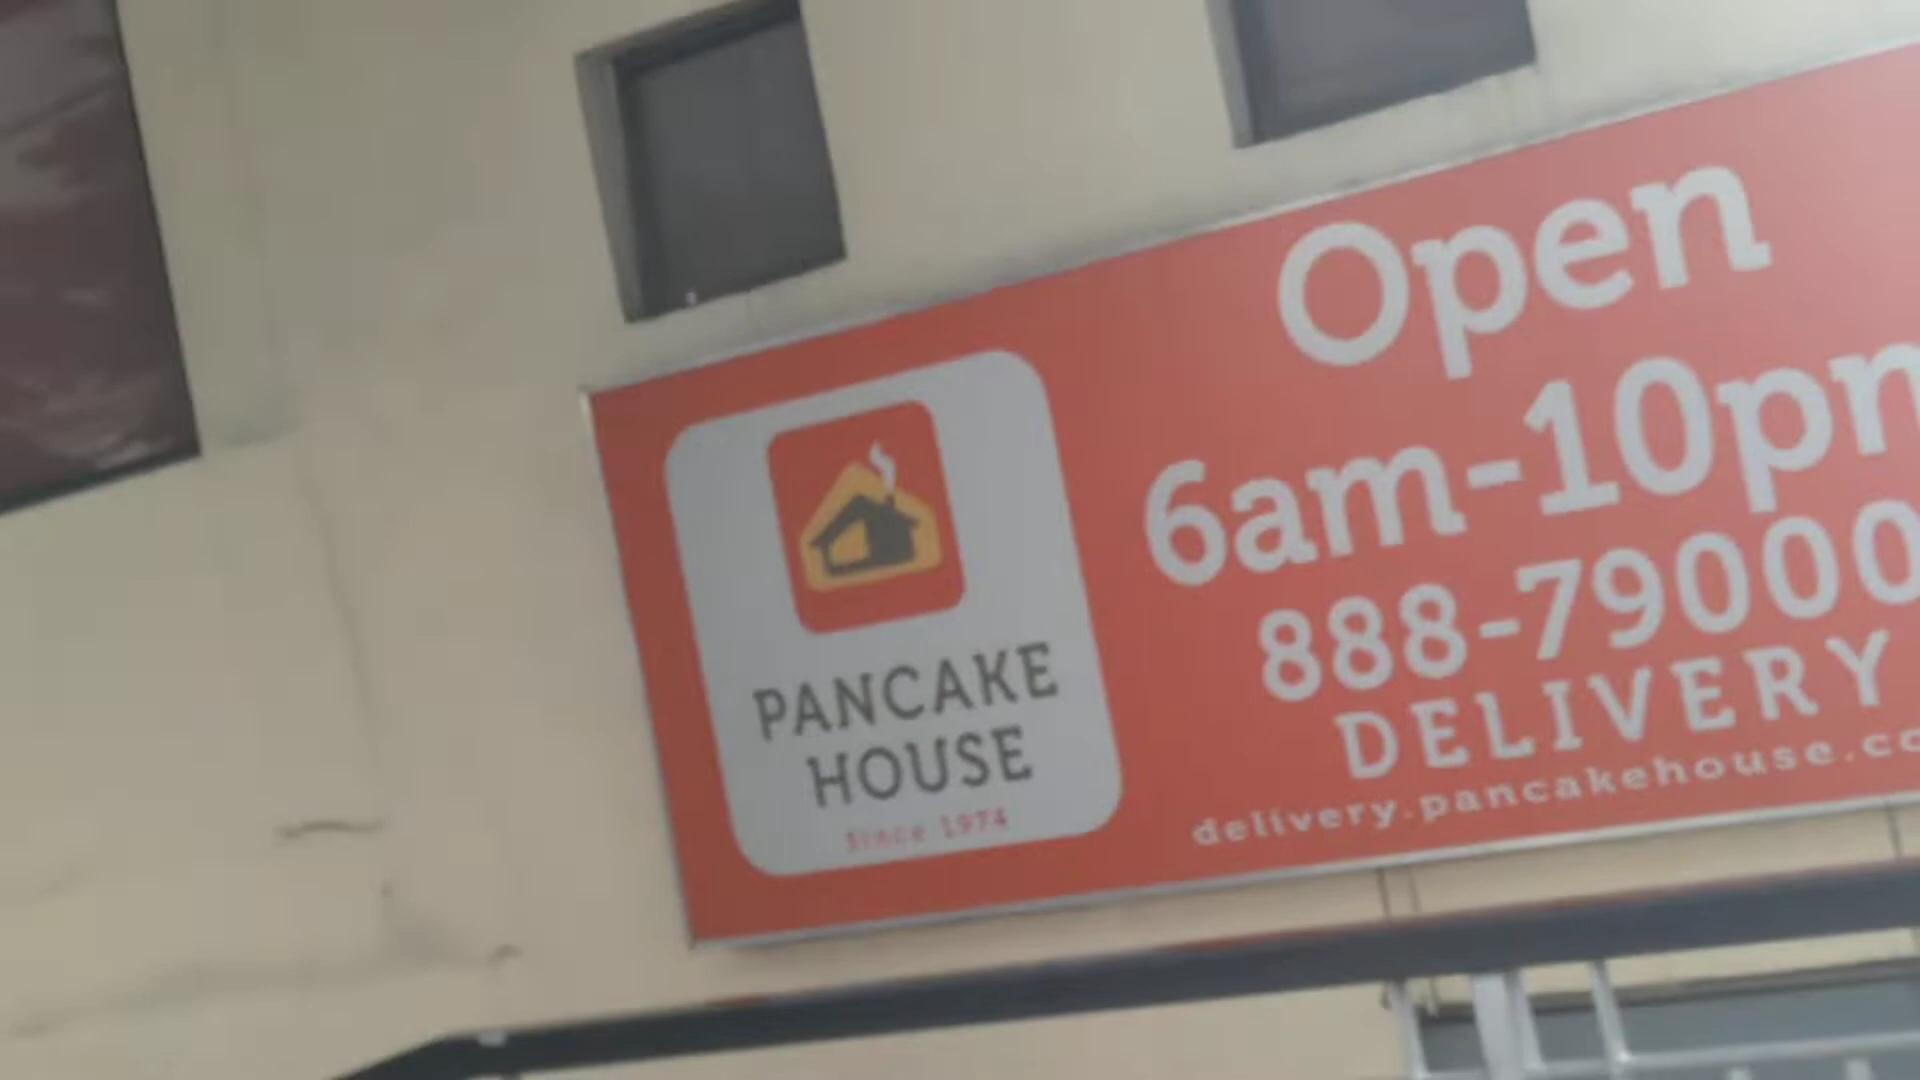 PANCAKE
HOUSE
Since 1974
Open
6am-10pm
888-79000
DELIVERY
delivery.pancakehouse.co